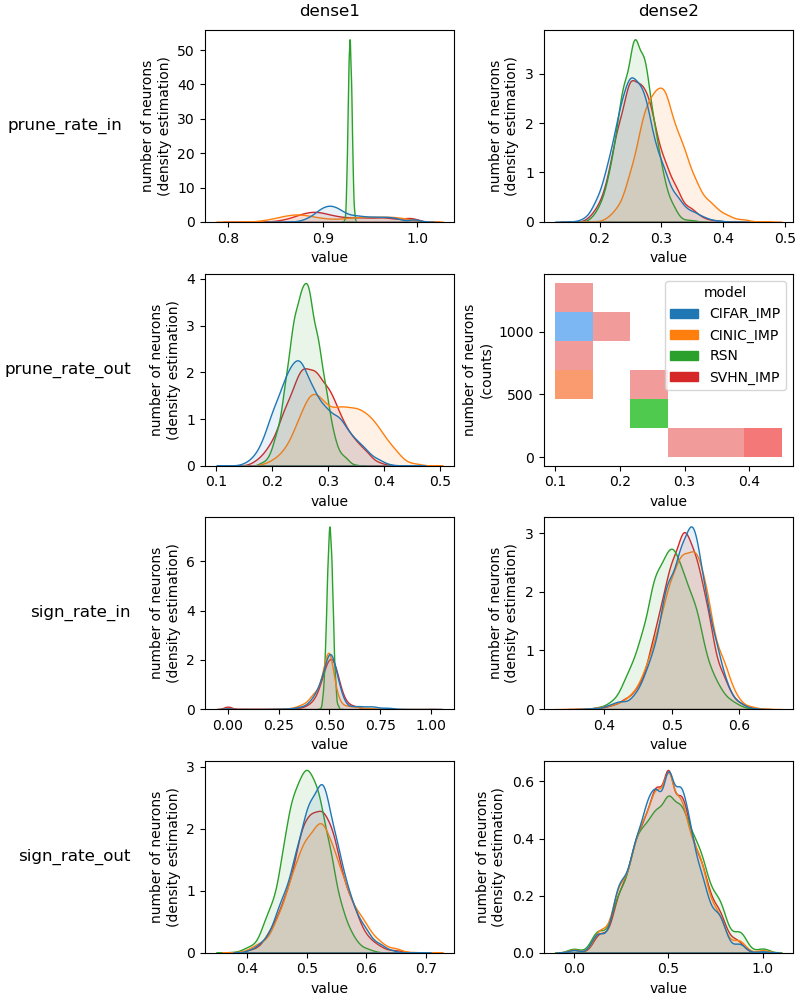 dense1
dense2
prune_rate_in
number of neurons
(density estimation)
50
40
30
20
10
0
0.8
0.9
1.0
value
number of neurons
(density estimation)
3
2
1
0
0.2
0.3
0.4
0.5
value
prune_rate_out
number of neurons
(density estimation)
4
3
2
1
0
0.1
0.2
0.3
0.4
0.5
value
number of neurons
(counts)
1000
500
0
0.1
0.2
0.3
0.4
value
model
CIFAR_IMP
CINIC_IMP
RSN
SVHN_IMP
sign_rate_in
number of neurons
(density estimation)
6
4
2
0
0.00
0.25
0.50
0.75
1.00
value
number of neurons
(density estimation)
3
2
1
0
0.4
0.5
0.6
value
sign_rate_out
number of neurons
(density estimation)
3
2
1
0
0.4
0.5
0.6
0.7
value
number of neurons
(density estimation)
0.6
0.4
0.2
0.0
0.0
0.5
1.0
value